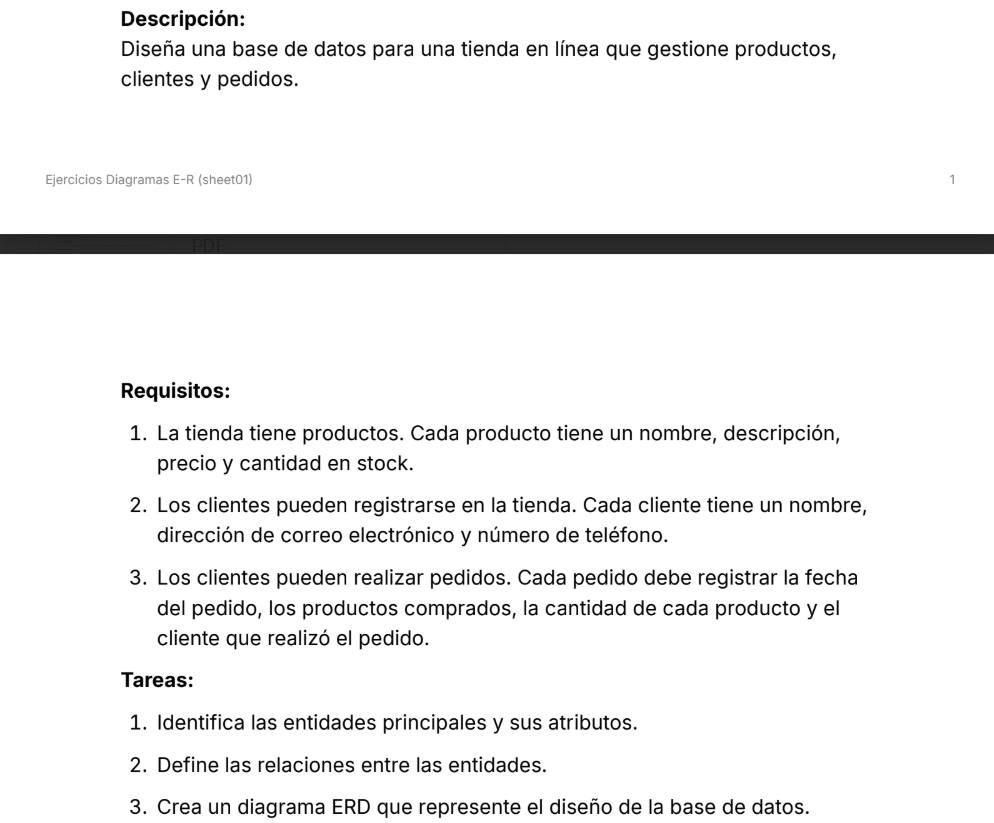 Descripción:
Diseña una base de datos para una tienda en línea que gestione productos,
clientes y pedidos.
Ejercicios Diagramas E-R (sheet01)
1
PDF
Requisitos:
1. La tienda tiene productos. Cada producto tiene un nombre, descripción,
precio y cantidad en stock.
2. Los clientes pueden registrarse en la tienda. Cada cliente tiene un nombre,
dirección de correo electrónico y número de teléfono.
3. Los clientes pueden realizar pedidos. Cada pedido debe registrar la fecha
del pedido, los productos comprados, la cantidad de cada producto y el
cliente que realizó el pedido.
Tareas:
1. Identifica las entidades principales y sus atributos.
2. Define las relaciones entre las entidades.
3. Crea un diagrama ERD que represente el diseño de la base de datos.